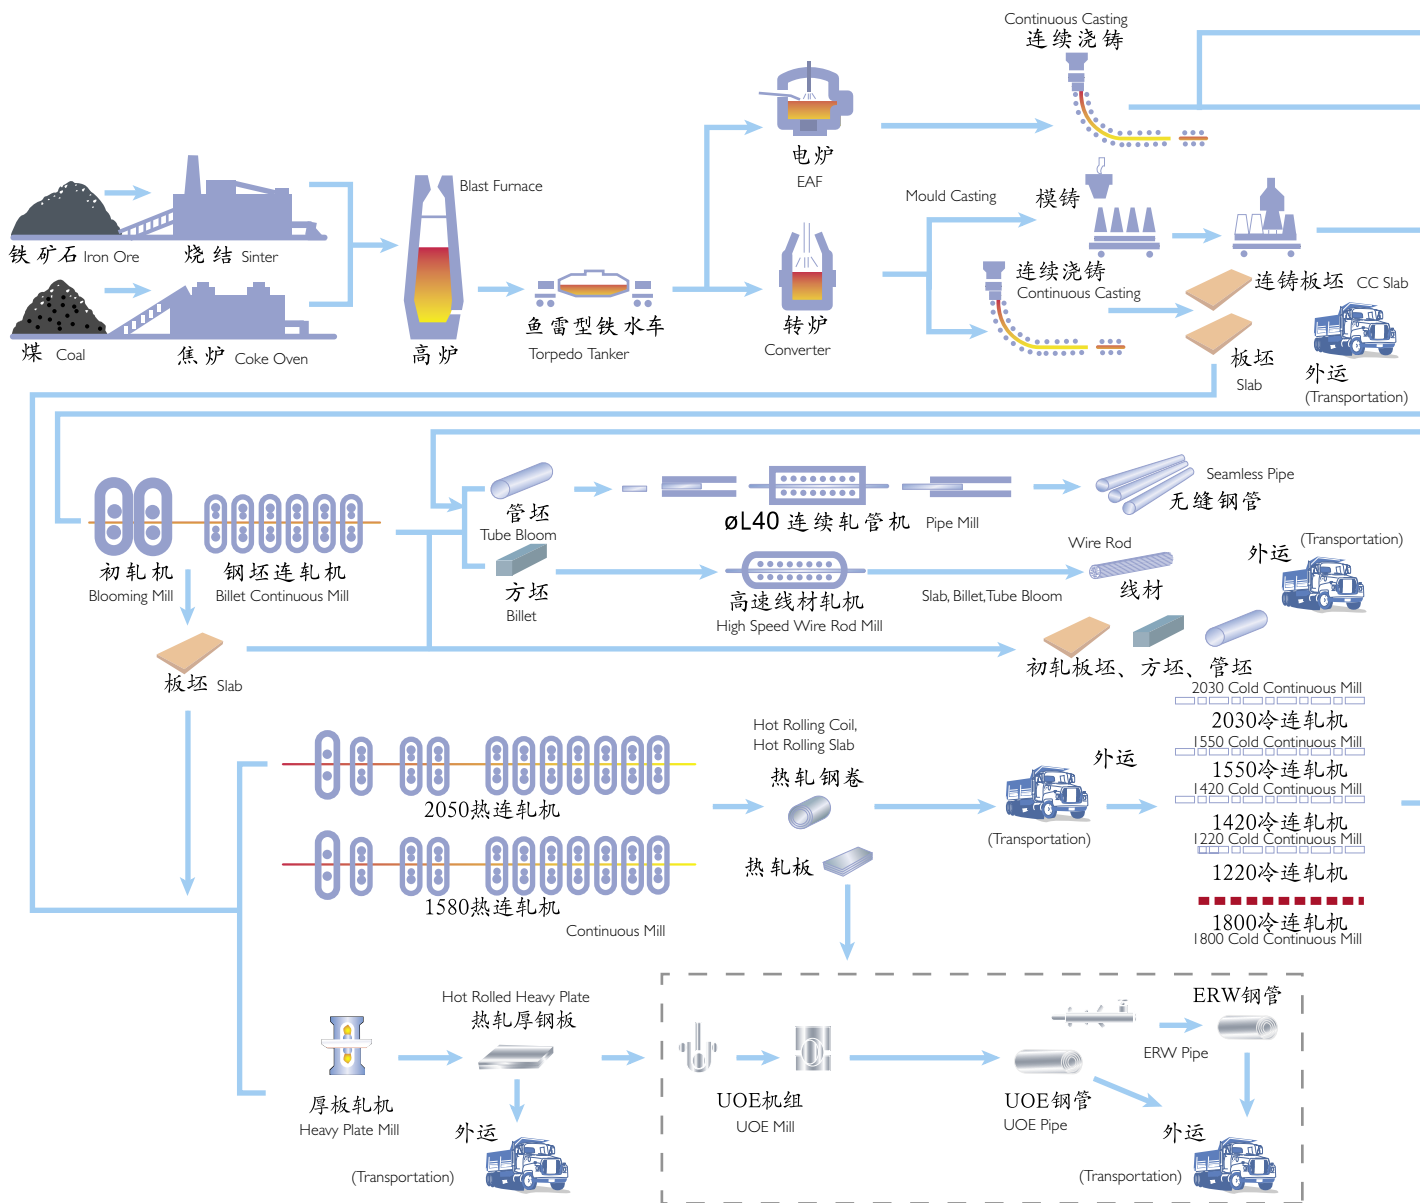 Continuous Casting
连续浇铸
电炉
EAF
Blast Furnace
Mould Casting
模铸
铁矿石 Iron Ore
烧结 Sinter
连续浇铸
Continuous Casting
连铸板坯 CC Slab
鱼雷型铁水车
Torpedo Tanker
转炉
Converter
煤 Coal
焦炉 Coke Oven
高炉
板坯
Slab
外运
(Transportation)
管坯
Tube Bloom
øL40 连续轧管机 Pipe Mill
Seamless Pipe
无缝钢管
初轧机
Blooming Mill
钢坯连轧机
Billet Continuous Mill
方坯
Billet
高速线材轧机
High Speed Wire Rod Mill
Wire Rod
线材
Slab, Billet,Tube Bloom
(Transportation)
外运
板坯 Slab
初轧板坯、方坯、管坯
2030 Cold Continuous Mill
2030冷连轧机
1550 Cold Continuous Mill
1550冷连轧机
1420 Cold Continuous Mill
1420冷连轧机
1220 Cold Continuous Mill
1220冷连轧机
1800冷连轧机
1800 Cold Continuous Mill
Hot Rolling Coil,
Hot Rolling Slab
热轧钢卷
外运
(Transportation)
2050热连轧机
热轧板
1580热连轧机
Continuous Mill
Hot Rolled Heavy Plate
热轧厚钢板
ERW钢管
ERW Pipe
厚板轧机
Heavy Plate Mill
UOE机组
UOE Mill
UOE钢管
UOE Pipe
外运
(Transportation)
外运
(Transportation)